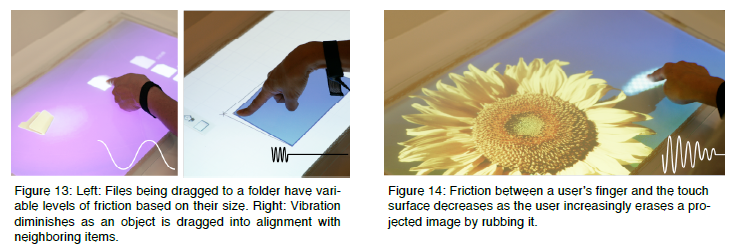 Figure 13: Left: Files being dragged to a folder have vari-
able levels of friction based on their size. Right: Vibration
diminishes as an object is dragged into alignment with
neighboring items.
Figure 14: Friction between a user's finger and the touch
surface decreases as the user increasingly erases a pro-
jected image by rubbing it.